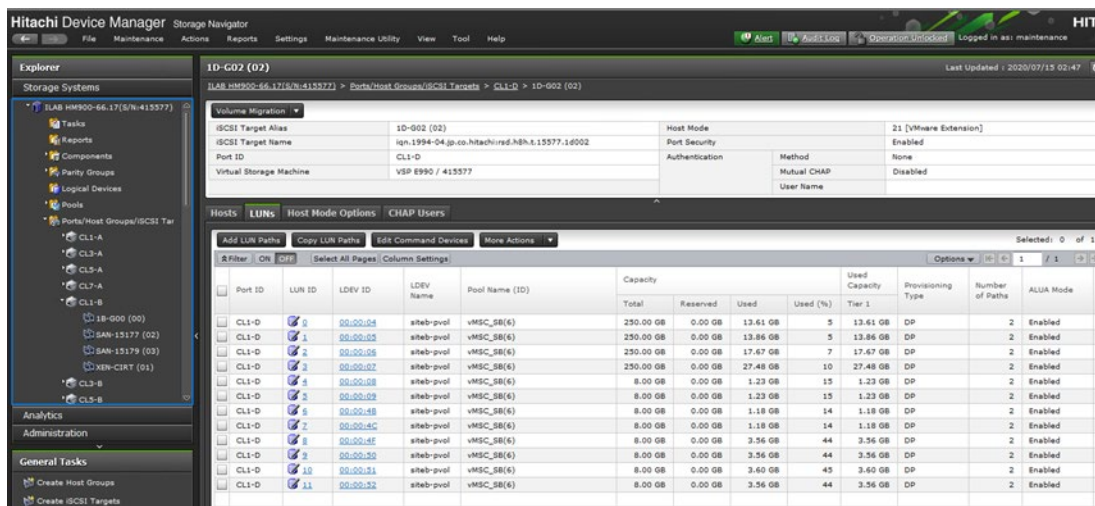 Hitachi Device Manager Storage Navigator HIT
File Maintenance Actions Reports Settings Maintenance Utility View Tool Help Alert Audit Log Operation Unlocked Logged in as: maintenance
Explorer
Storage Systems
ILAB HM900-66.17(S/N:415577)
Tasks
Reports
Components
Parity Groups
Logical Devices
Pools
Ports/Host Groups/iSCSI Tar
CL1-A
CL3-A
CL5-A
CL7-A
CL1-B
1B-G00 (00)
SAN-15177 (02)
SAN-15179 (03)
XEN-CIRT (01)
CL3-B
CL5-B
Analytics
Administration
General Tasks
Create Host Groups
Create iSCSI Targets
1D-G02 (02) Last Updated : 2020/07/15 02:47
ILAB HM900-66.17(S/N:415577) > Ports/Host Groups/iSCSI Targets > CL1-D > 1D-G02 (02)
Volume Migration
iSCSI Target Alias 1D-G02 (02) Host Mode 21 [VMware Extension]
iSCSI Target Name iqn.1994-04.jp.co.hitachi:rsd.h8h.t.15577.1d002 Port Security Enabled
Port ID CL1-D Authentication Method None
Virtual Storage Machine VSP E990 / 415577 Mutual CHAP Disabled
User Name
Hosts LUNs Host Mode Options CHAP Users
Add LUN Paths Copy LUN Paths Edit Command Devices More Actions Selected: 0 of 1
Filter ON OFF Select All Pages Column Settings Options 1 / 1
Port ID LUN ID LDEV ID LDEV Name Pool Name (ID) Capacity Used Capacity Provisioning Type Number of Paths ALUA Mode
Total Reserved Used Used (%) Tier 1
CL1-D 0 00:00:04 siteb-pvol vMSC_SB(6) 250.00 GB 0.00 GB 13.61 GB 5 13.61 GB DP 2 Enabled
CL1-D 1 00:00:05 siteb-pvol vMSC_SB(6) 250.00 GB 0.00 GB 13.86 GB 5 13.86 GB DP 2 Enabled
CL1-D 2 00:00:06 siteb-pvol vMSC_SB(6) 250.00 GB 0.00 GB 17.67 GB 7 17.67 GB DP 2 Enabled
CL1-D 3 00:00:07 siteb-pvol vMSC_SB(6) 250.00 GB 0.00 GB 27.48 GB 10 27.48 GB DP 2 Enabled
CL1-D 4 00:00:08 siteb-pvol vMSC_SB(6) 8.00 GB 0.00 GB 1.23 GB 15 1.23 GB DP 2 Enabled
CL1-D 5 00:00:09 siteb-pvol vMSC_SB(6) 8.00 GB 0.00 GB 1.23 GB 15 1.23 GB DP 2 Enabled
CL1-D 6 00:00:4B siteb-pvol vMSC_SB(6) 8.00 GB 0.00 GB 1.18 GB 14 1.18 GB DP 2 Enabled
CL1-D 7 00:00:4C siteb-pvol vMSC_SB(6) 8.00 GB 0.00 GB 1.18 GB 14 1.18 GB DP 2 Enabled
CL1-D 8 00:00:4F siteb-pvol vMSC_SB(6) 8.00 GB 0.00 GB 3.56 GB 44 3.56 GB DP 2 Enabled
CL1-D 9 00:00:50 siteb-pvol vMSC_SB(6) 8.00 GB 0.00 GB 3.56 GB 44 3.56 GB DP 2 Enabled
CL1-D 10 00:00:51 siteb-pvol vMSC_SB(6) 8.00 GB 0.00 GB 3.60 GB 45 3.60 GB DP 2 Enabled
CL1-D 11 00:00:52 siteb-pvol vMSC_SB(6) 8.00 GB 0.00 GB 3.56 GB 44 3.56 GB DP 2 Enabled